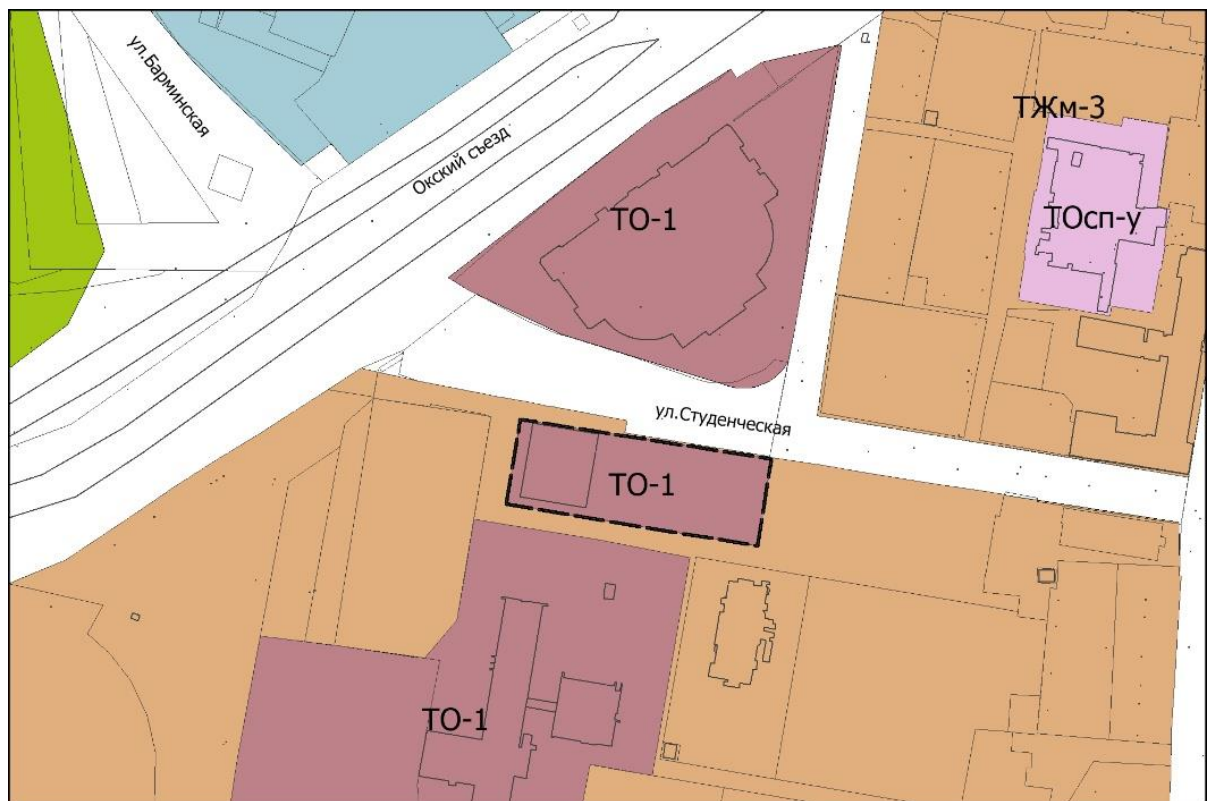 ул.Барминская
Окский съезд
ТЖм-3
ТО-1
ТОсп-у
ул.Студенческая
ТО-1
ТО-1